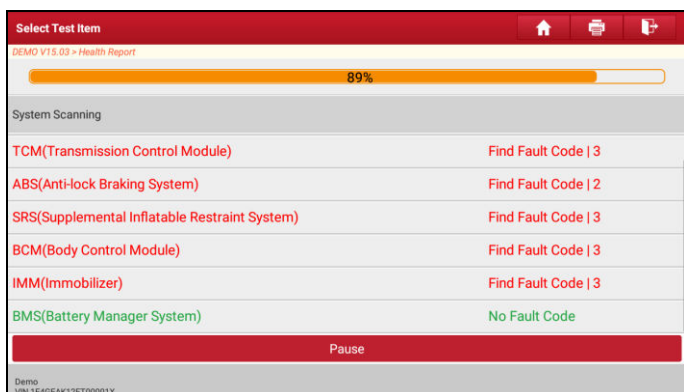 Select Test Item
DEMO V15.03 > Health Report
89%
System Scanning
TCM(Transmission Control Module) Find Fault Code | 3
ABS(Anti-lock Braking System) Find Fault Code | 2
SRS(Supplemental Inflatable Restraint System) Find Fault Code | 3
BCM(Body Control Module) Find Fault Code | 3
IMM(Immobilizer) Find Fault Code | 3
BMS(Battery Manager System) No Fault Code
Pause
Demo
VIN